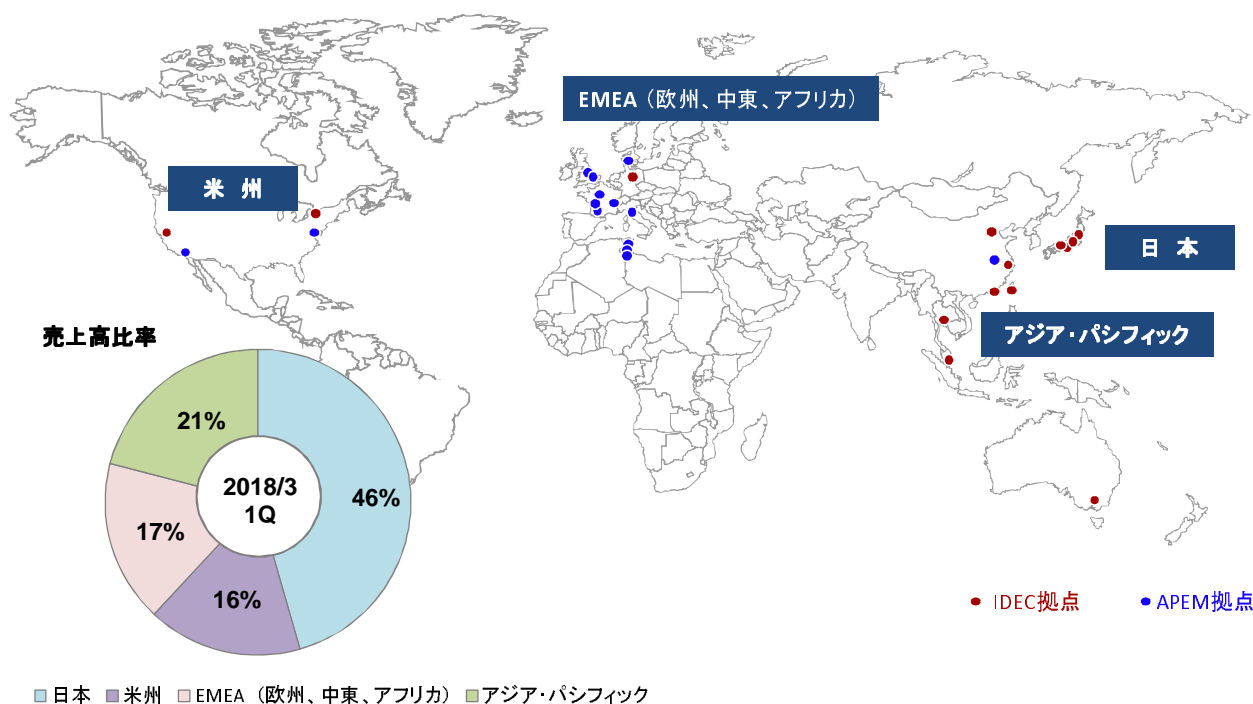 EMEA（欧州、中東、アフリカ）
米 州
日 本
アジア・パシフィック
売上高比率
21%
46%
2018/3
1Q
17%
16%
IDEC拠点
APEM拠点
日本 米州 EMEA（欧州、中東、アフリカ） アジア・パシフィック